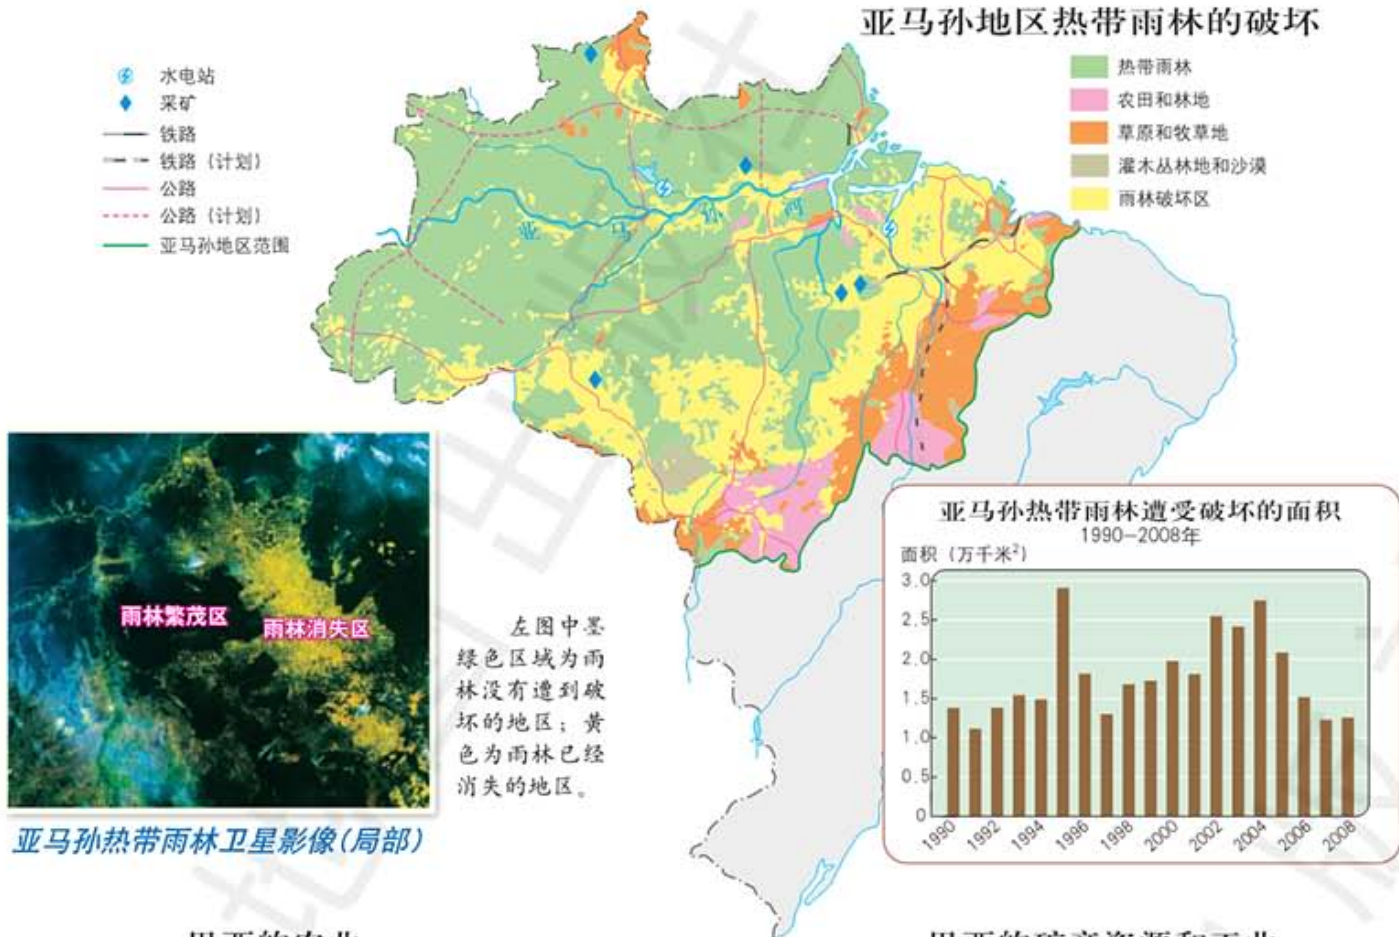 亚马孙地区热带雨林的破坏
水电站
采矿
铁路
铁路（计划）
公路
公路（计划）
亚马孙地区范围
热带雨林
农田和林地
草原和牧草地
灌木丛林地和沙漠
雨林破坏区
亚马孙河
雨林繁茂区
雨林消失区
亚马孙热带雨林卫星影像（局部）
左图中墨
绿色区域为雨
林没有遭到破
坏的地区；黄
色为雨林已经
消失的地区。
亚马孙热带雨林遭受破坏的面积
1990–2008年
面积（万千米²）
3.0
2.5
2.0
1.5
1.0
0.5
0
1990
1992
1994
1996
1998
2000
2002
2004
2006
2008